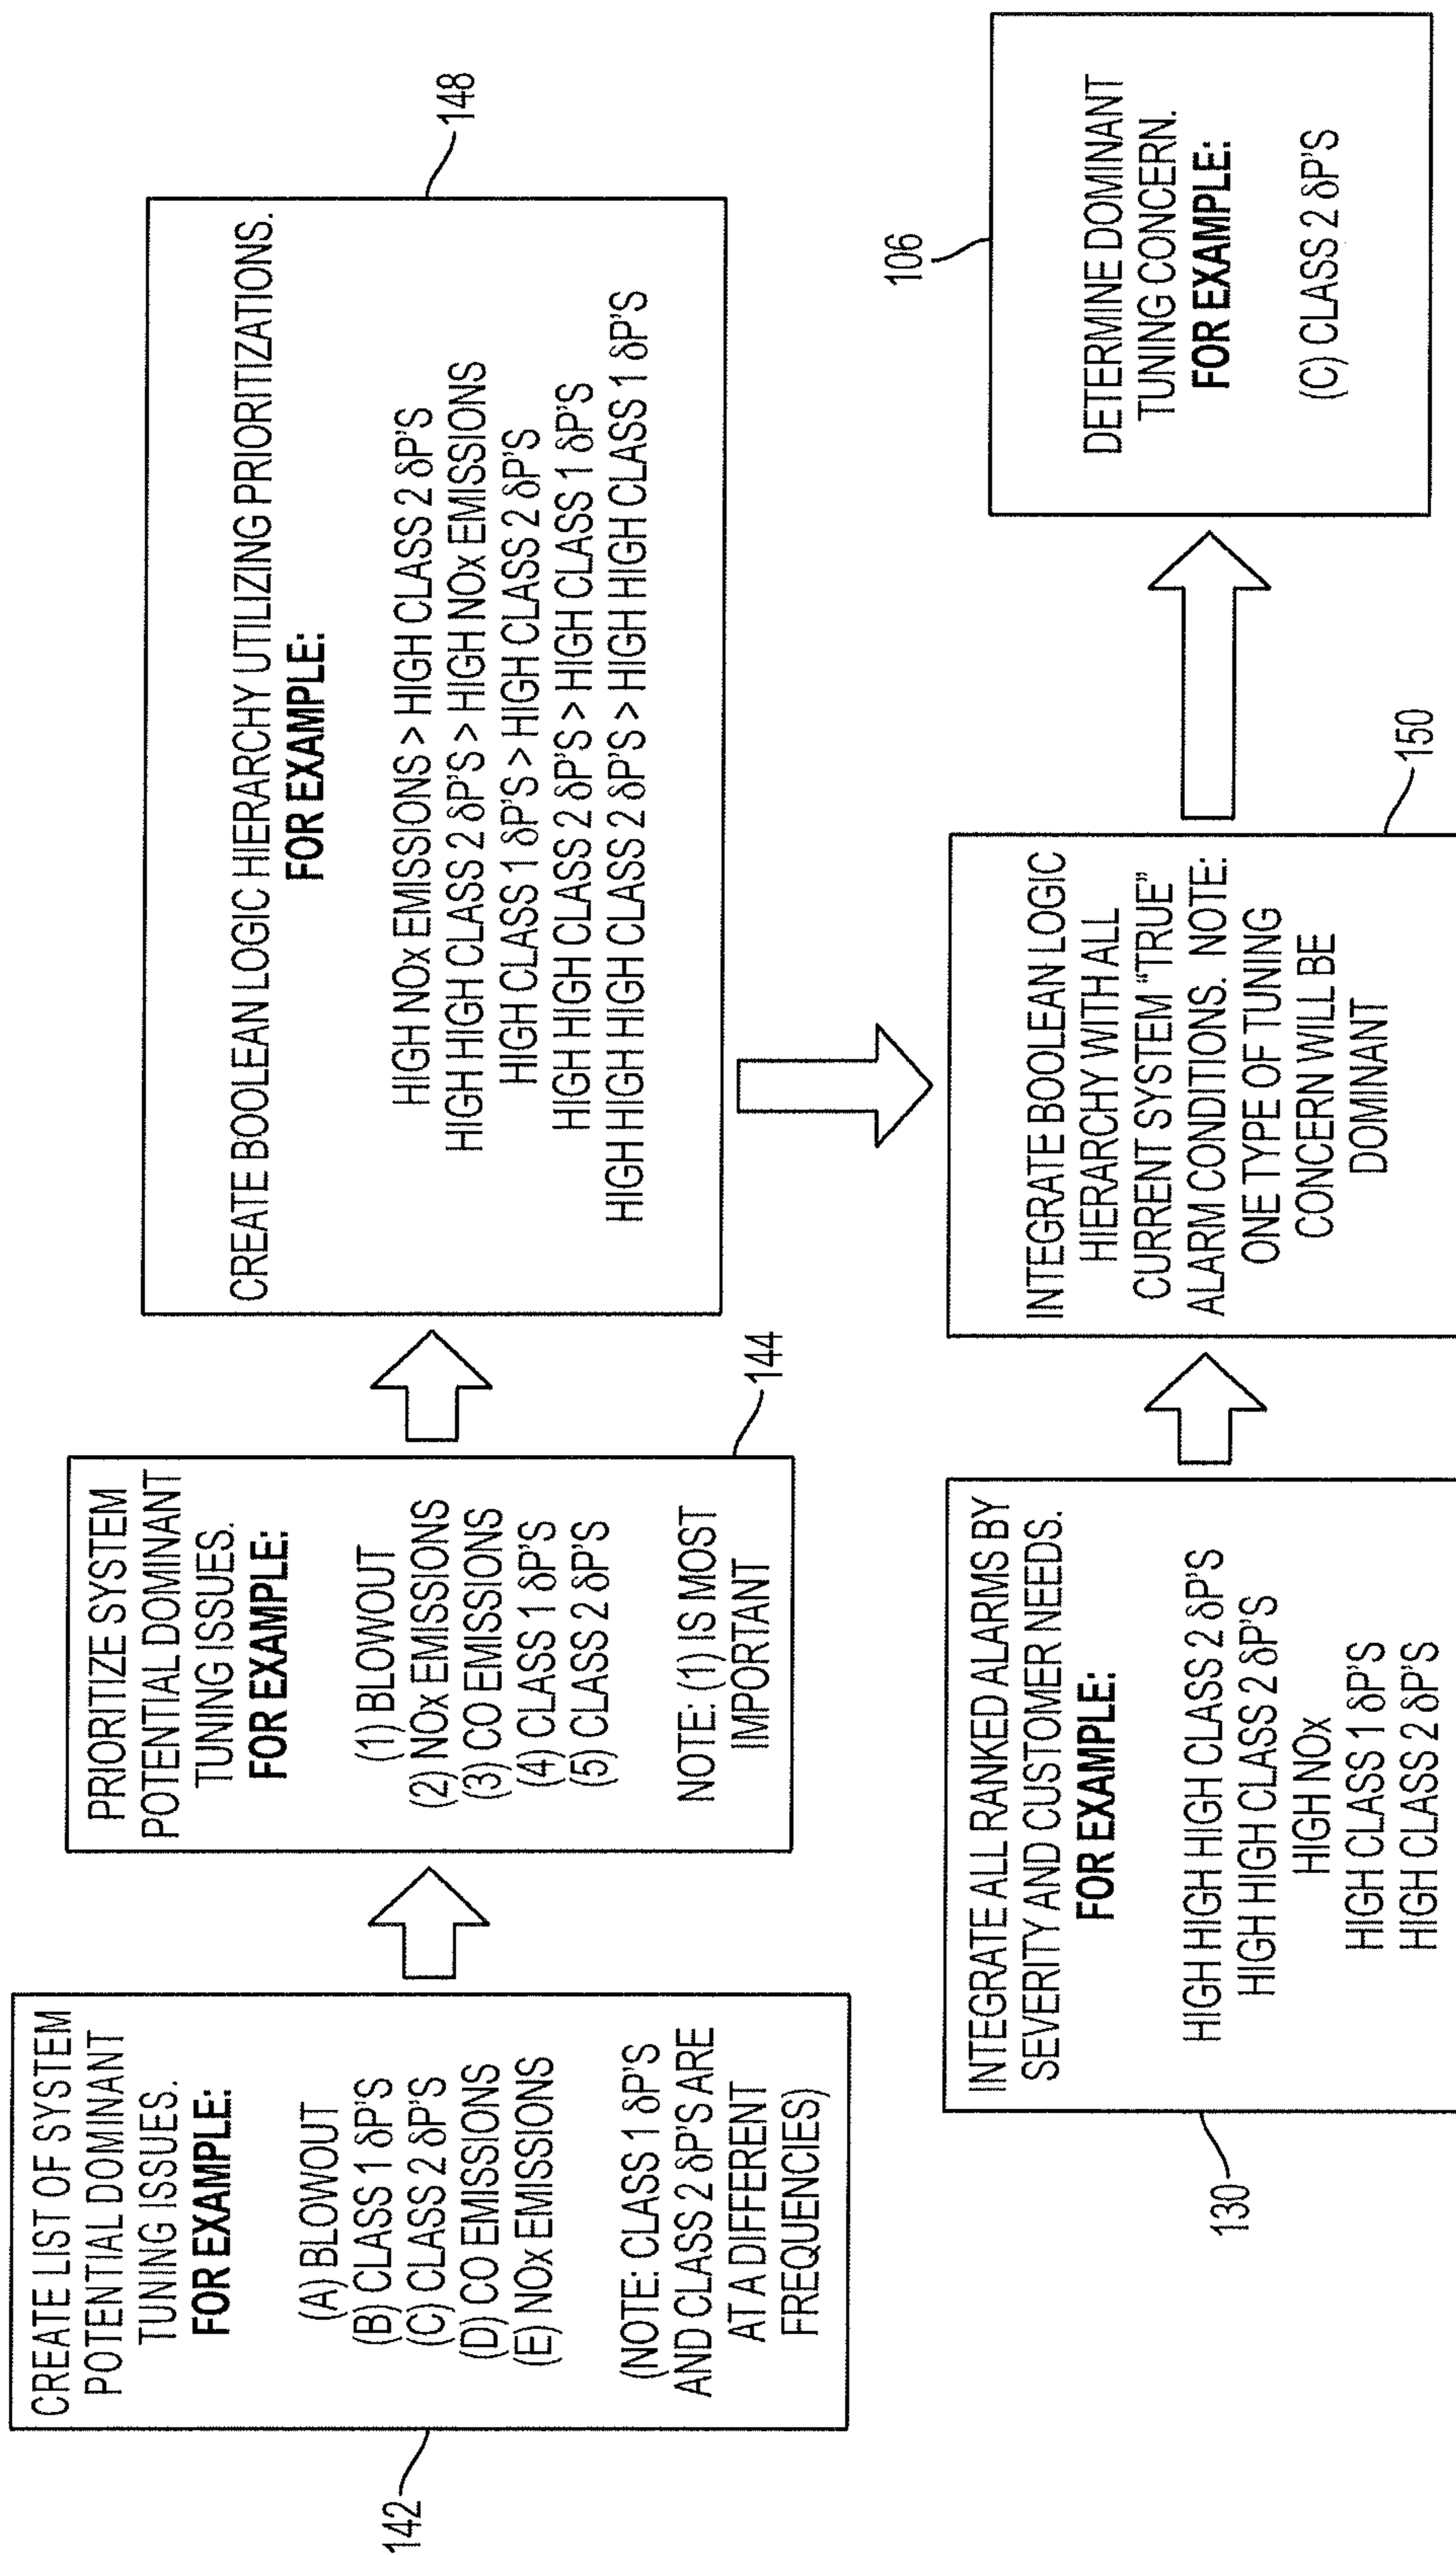 CREATE LIST OF SYSTEM
POTENTIAL DOMINANT
TUNING ISSUES.
FOR EXAMPLE:
(A) BLOWOUT
(B) CLASS 1 δP'S
(C) CLASS 2 δP'S
(D) CO EMISSIONS
(E) NOx EMISSIONS
(NOTE: CLASS 1 δP'S
AND CLASS 2 δP'S ARE
AT A DIFFERENT
FREQUENCIES)
142
PRIORITIZE SYSTEM
POTENTIAL DOMINANT
TUNING ISSUES.
FOR EXAMPLE:
(1) BLOWOUT
(2) NOx EMISSIONS
(3) CO EMISSIONS
(4) CLASS 1 δP'S
(5) CLASS 2 δP'S
NOTE: (1) IS MOST
IMPORTANT
144
CREATE BOOLEAN LOGIC HIERARCHY UTILIZING PRIORITIZATIONS.
FOR EXAMPLE:
HIGH NOx EMISSIONS > HIGH CLASS 2 δP'S
HIGH HIGH CLASS 2 δP'S > HIGH NOx EMISSIONS
HIGH CLASS 1 δP'S > HIGH CLASS 2 δP'S
HIGH HIGH CLASS 2 δP'S > HIGH CLASS 1 δP'S
HIGH HIGH HIGH CLASS 2 δP'S > HIGH HIGH CLASS 1 δP'S
148
INTEGRATE ALL RANKED ALARMS BY
SEVERITY AND CUSTOMER NEEDS.
FOR EXAMPLE:
HIGH HIGH HIGH CLASS 2 δP'S
HIGH HIGH CLASS 2 δP'S
HIGH NOx
HIGH CLASS 1 δP'S
HIGH CLASS 2 δP'S
130
INTEGRATE BOOLEAN LOGIC
HIERARCHY WITH ALL
CURRENT SYSTEM "TRUE"
ALARM CONDITIONS. NOTE:
ONE TYPE OF TUNING
CONCERN WILL BE
DOMINANT
150
106
DETERMINE DOMINANT
TUNING CONCERN.
FOR EXAMPLE:
(C) CLASS 2 δP'S